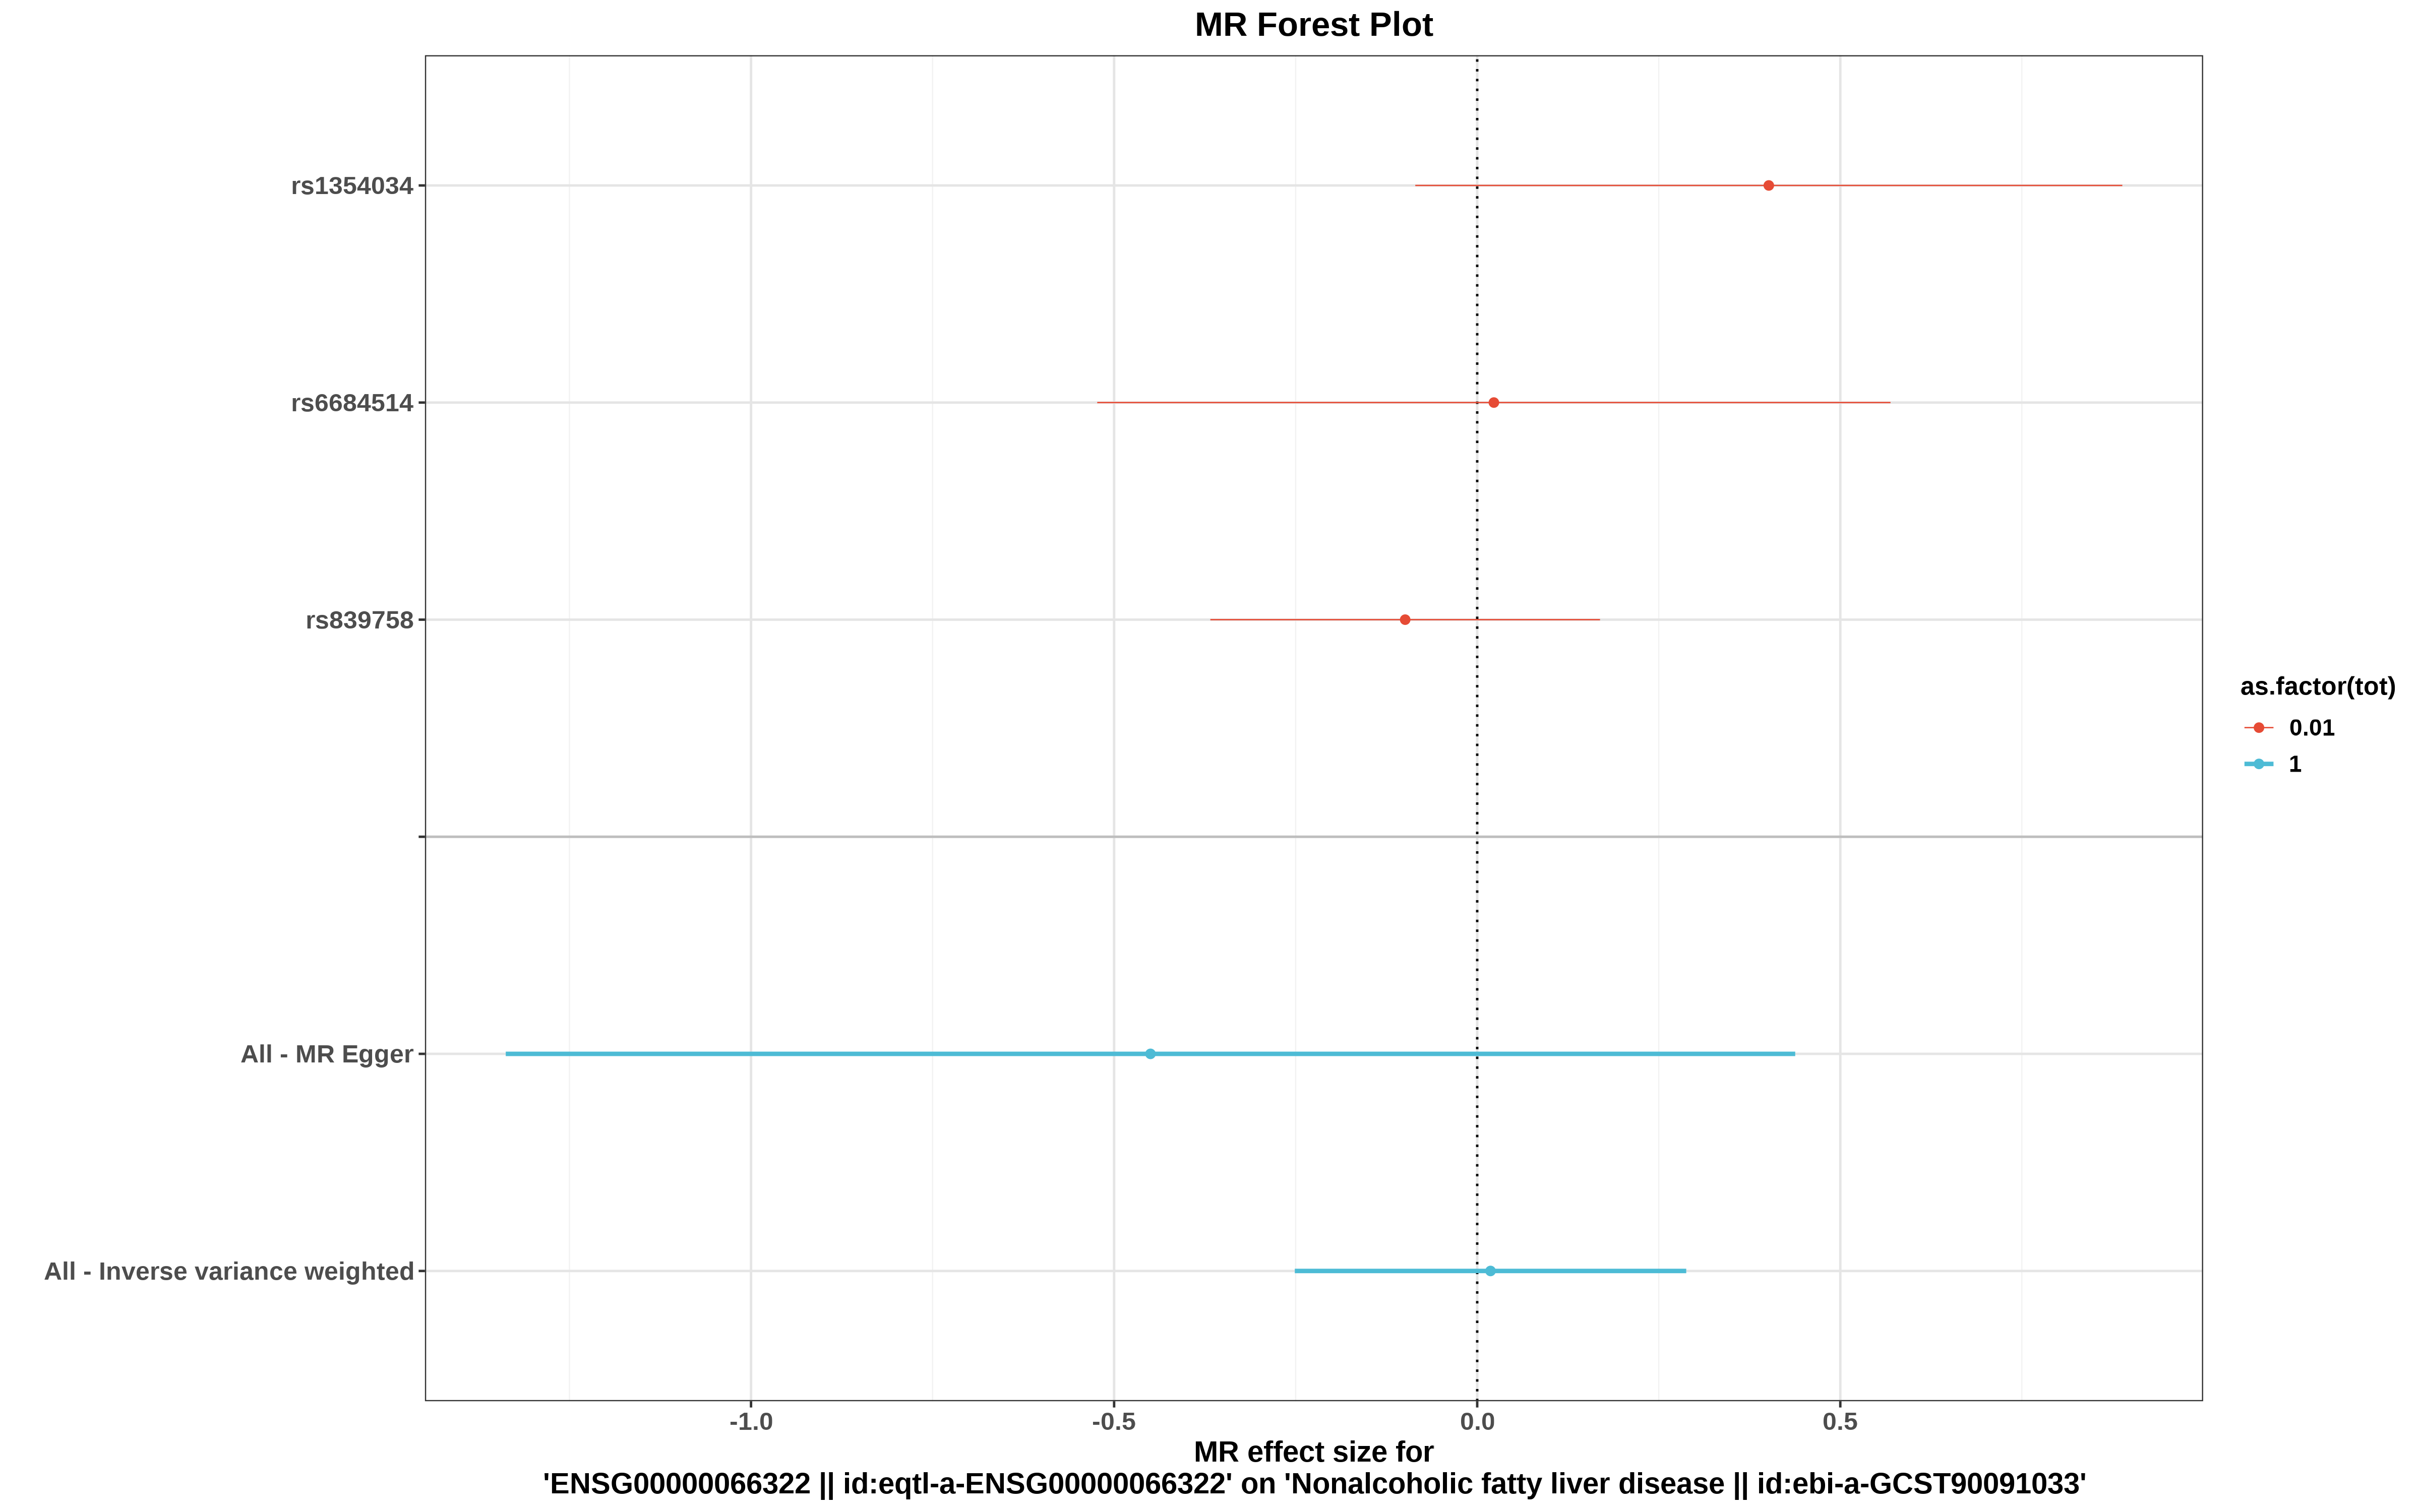 MR Forest Plot
rs1354034
rs6684514
rs839758
All - MR Egger
All - Inverse variance weighted
as.factor(tot)
0.01
1
-1.0 -0.5 0.0 0.5
MR effect size for
'ENSG00000066322 || id:eqtl-a-ENSG00000066322' on 'Nonalcoholic fatty liver disease || id:ebi-a-GCST90091033'